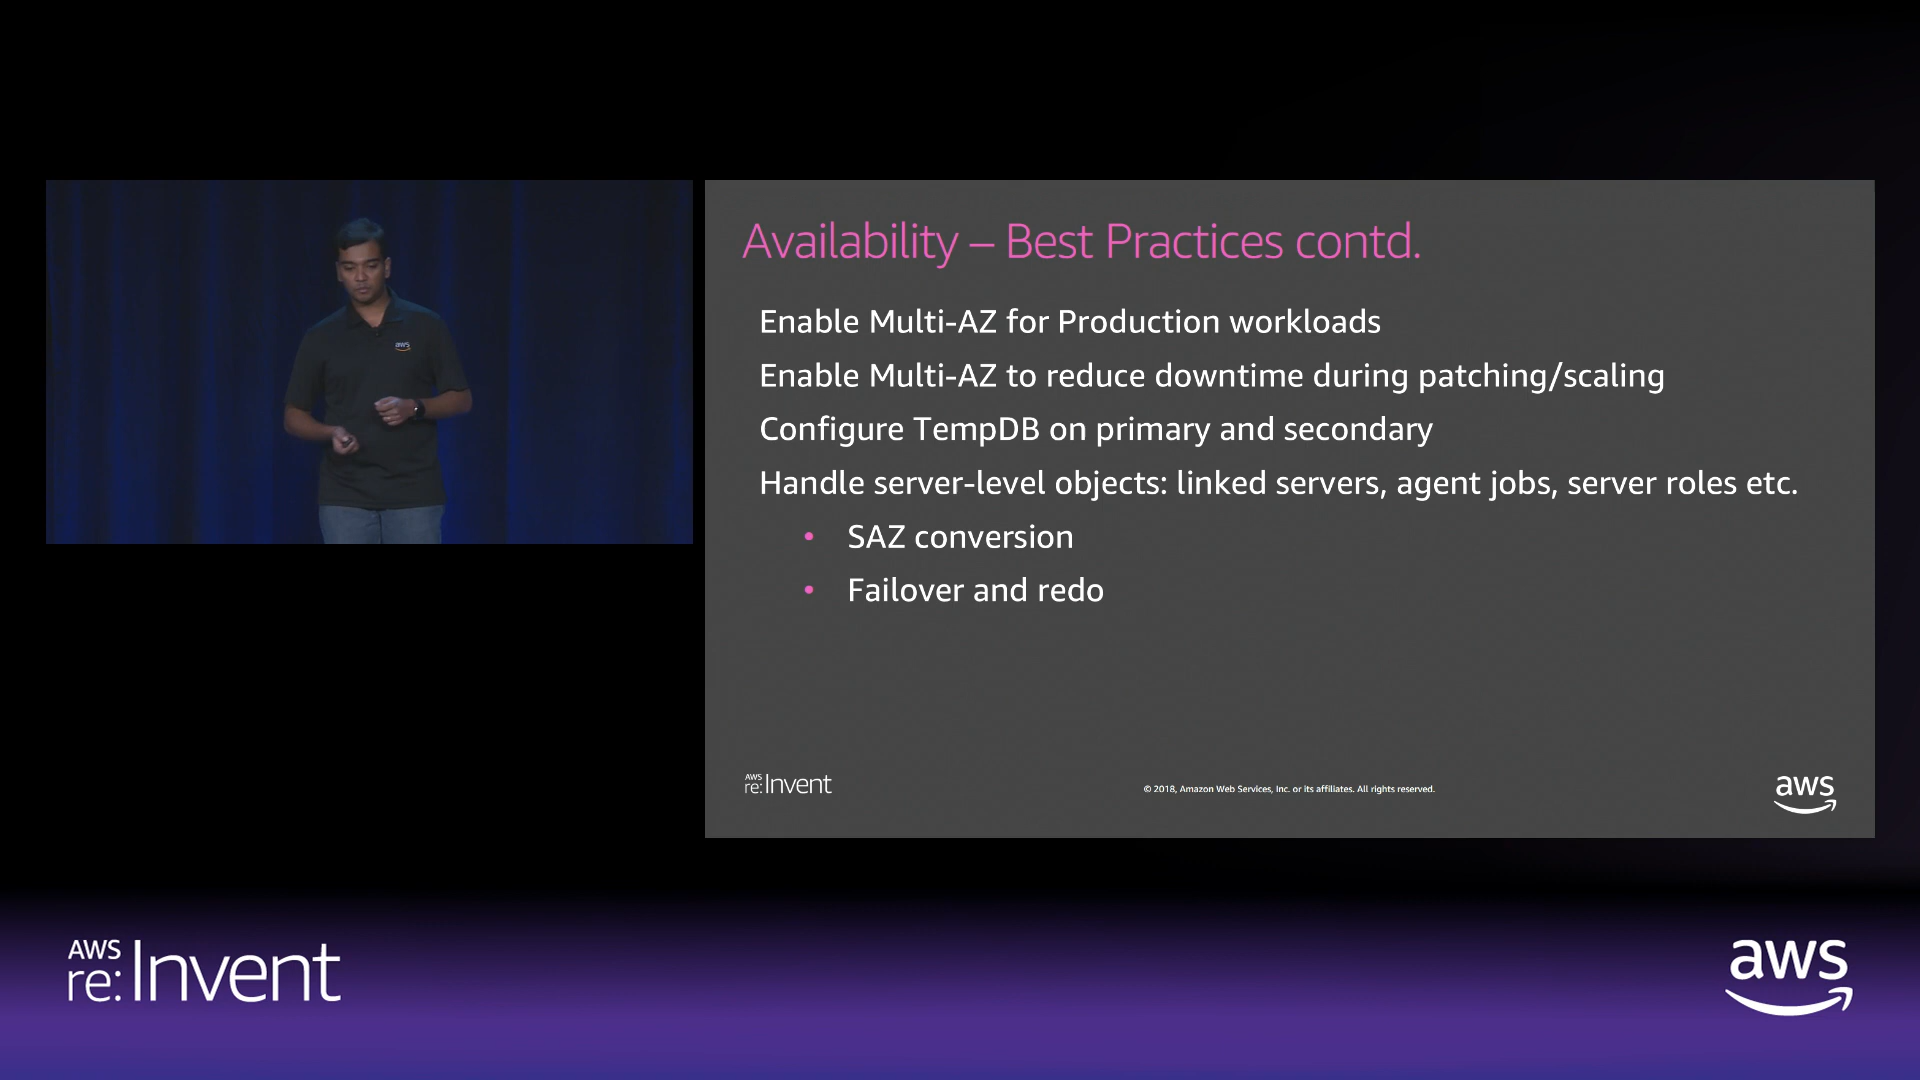 aws
Availability – Best Practices contd.
Enable Multi-AZ for Production workloads
Enable Multi-AZ to reduce downtime during patching/scaling
Configure TempDB on primary and secondary
Handle server-level objects: linked servers, agent jobs, server roles etc.
• SAZ conversion
• Failover and redo
AWS
re:Invent
© 2018, Amazon Web Services, Inc. or its affiliates. All rights reserved.
aws
AWS
re:Invent
aws